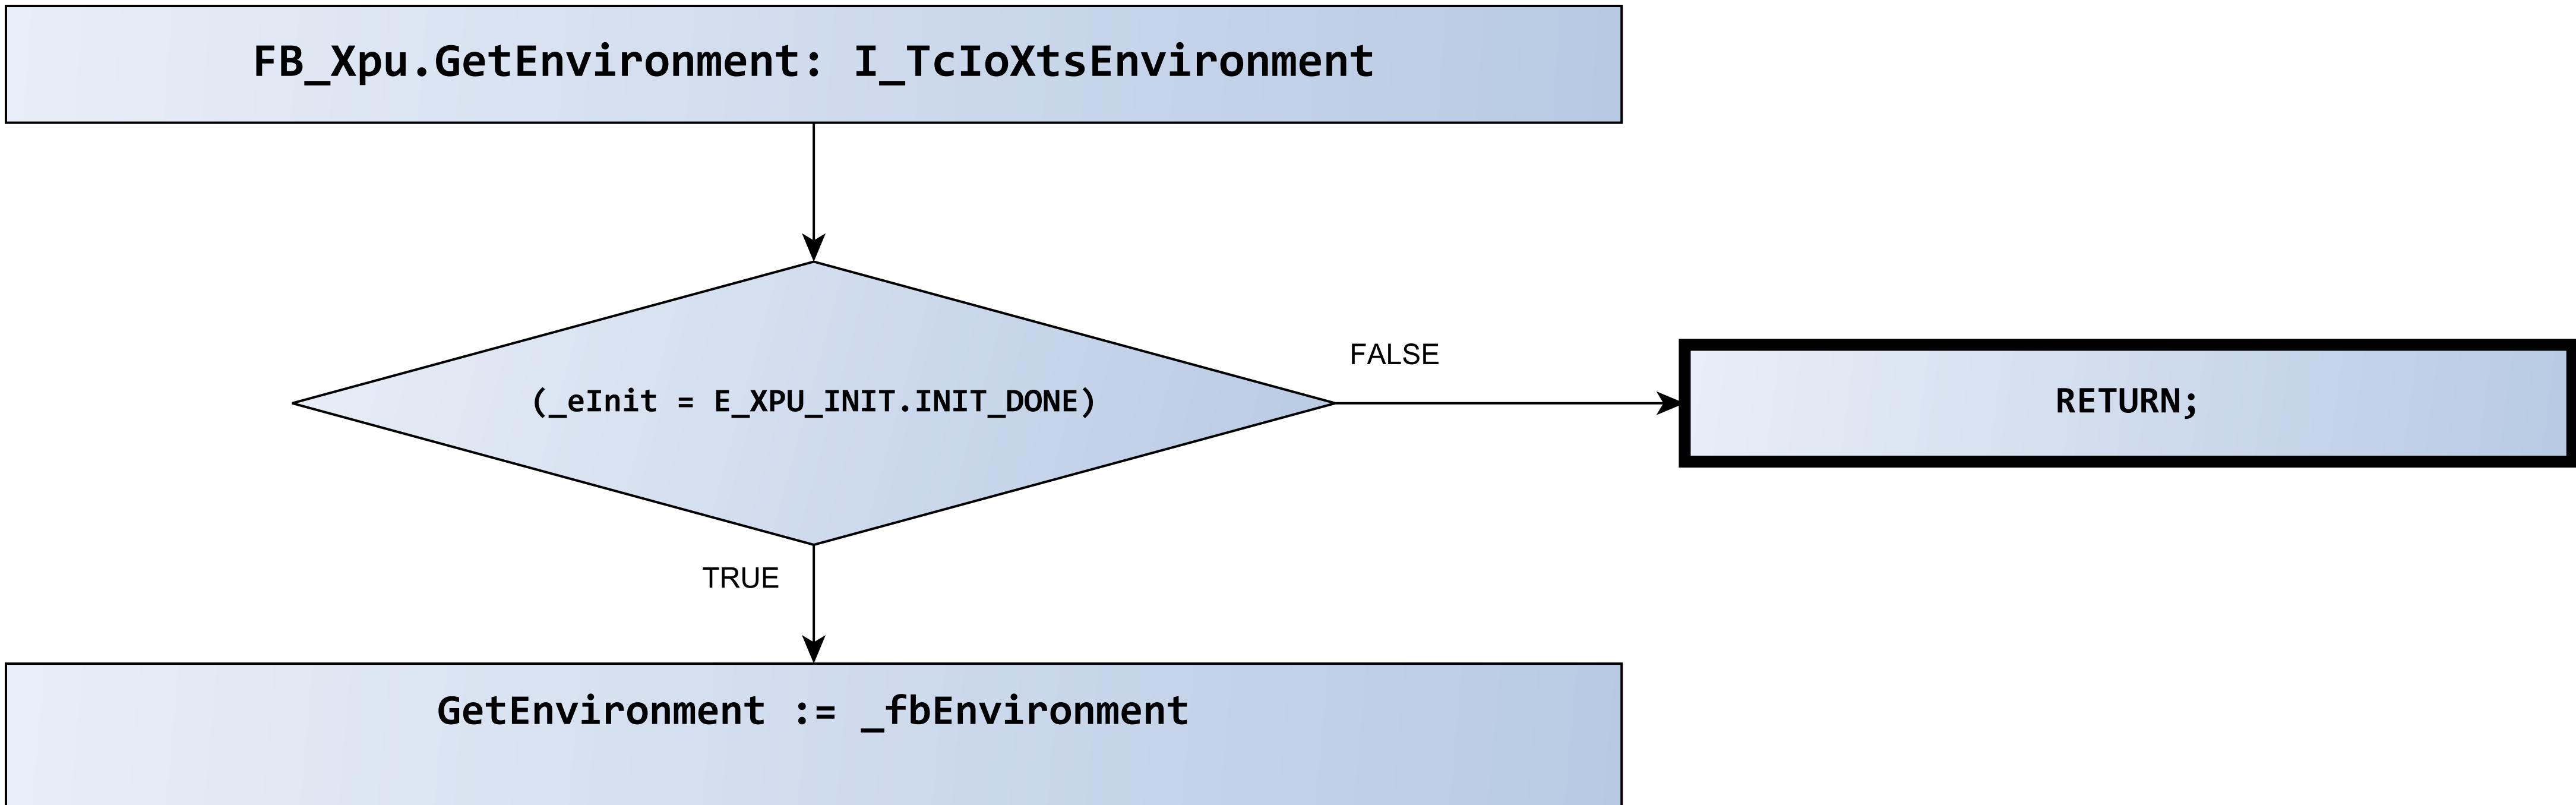 FB_Xpu.GetEnvironment: I_TcIoXtsEnvironment
(_eInit = E_XPU_INIT.INIT_DONE)
FALSE
RETURN;
TRUE
GetEnvironment := _fbEnvironment